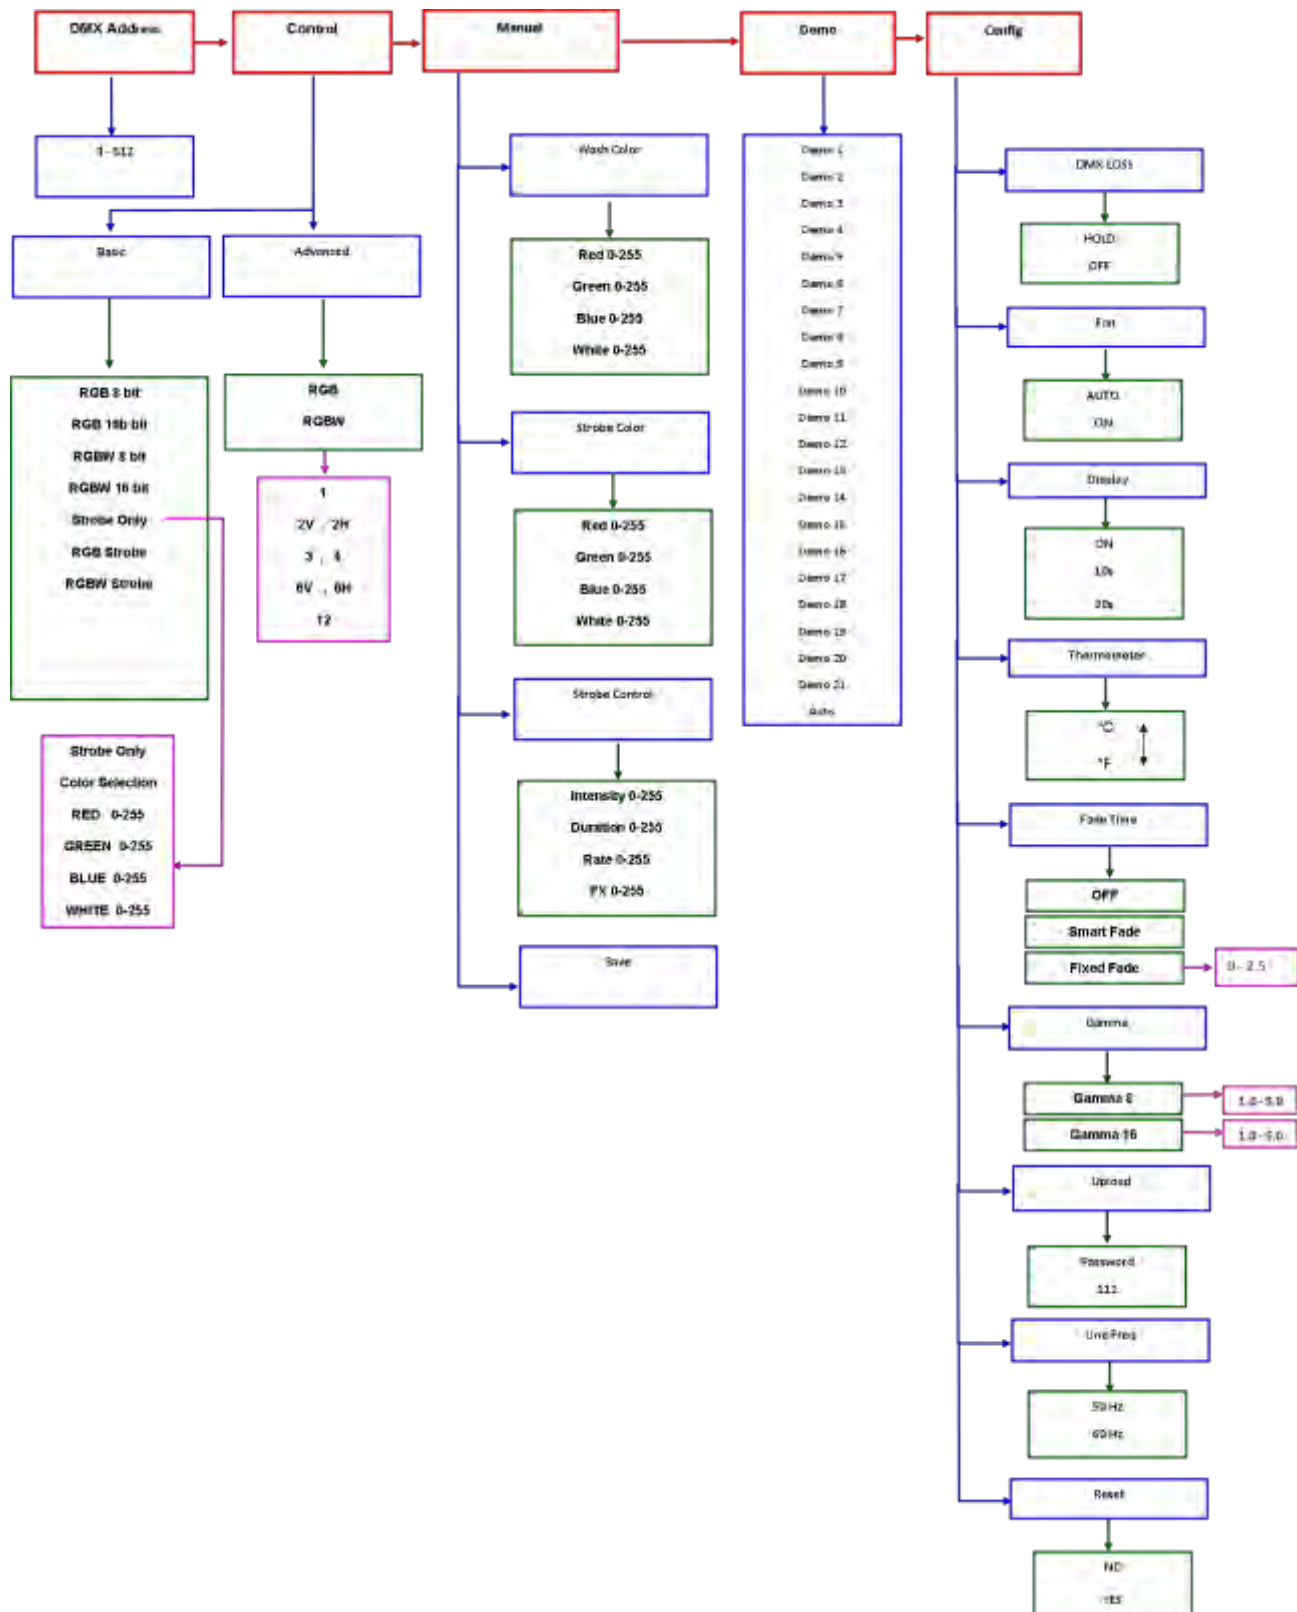 DMX Address
Control
Manual
Demo
Config
1 - 512
Basic
Advanced
RGB 8 bit
RGB 16b bit
RGBW 8 bit
RGBW 16 bit
Strobe Only
RGB Strobe
RGBW Strobe
RGB
RGBW
1
2V , 2H
3 , 4
6V , 6H
12
Strobe Only
Color Selection
RED 0-255
GREEN 0-255
BLUE 0-255
WHITE 0-255
Wash Color
Red 0-255
Green 0-255
Blue 0-255
White 0-255
Strobe Color
Red 0-255
Green 0-255
Blue 0-255
White 0-255
Strobe Control
Intensity 0-255
Duration 0-255
Rate 0-255
FX 0-255
Save
Demo 1
Demo 2
Demo 3
Demo 4
Demo 5
Demo 6
Demo 7
Demo 8
Demo 9
Demo 10
Demo 11
Demo 12
Demo 13
Demo 14
Demo 15
Demo 16
Demo 17
Demo 18
Demo 19
Demo 20
Demo 21
Auto
DMX LOSS
HOLD
OFF
Fan
AUTO
ON
Display
ON
10s
20s
Thermometer
°C
°F
Fade Time
OFF
Smart Fade
Fixed Fade
0 - 2.5
Gamma
Gamma 8
1.0 - 5.0
Gamma 16
1.0 - 5.0
Upload
Password
Line Freq
50 Hz
60 Hz
Reset
NO
YES